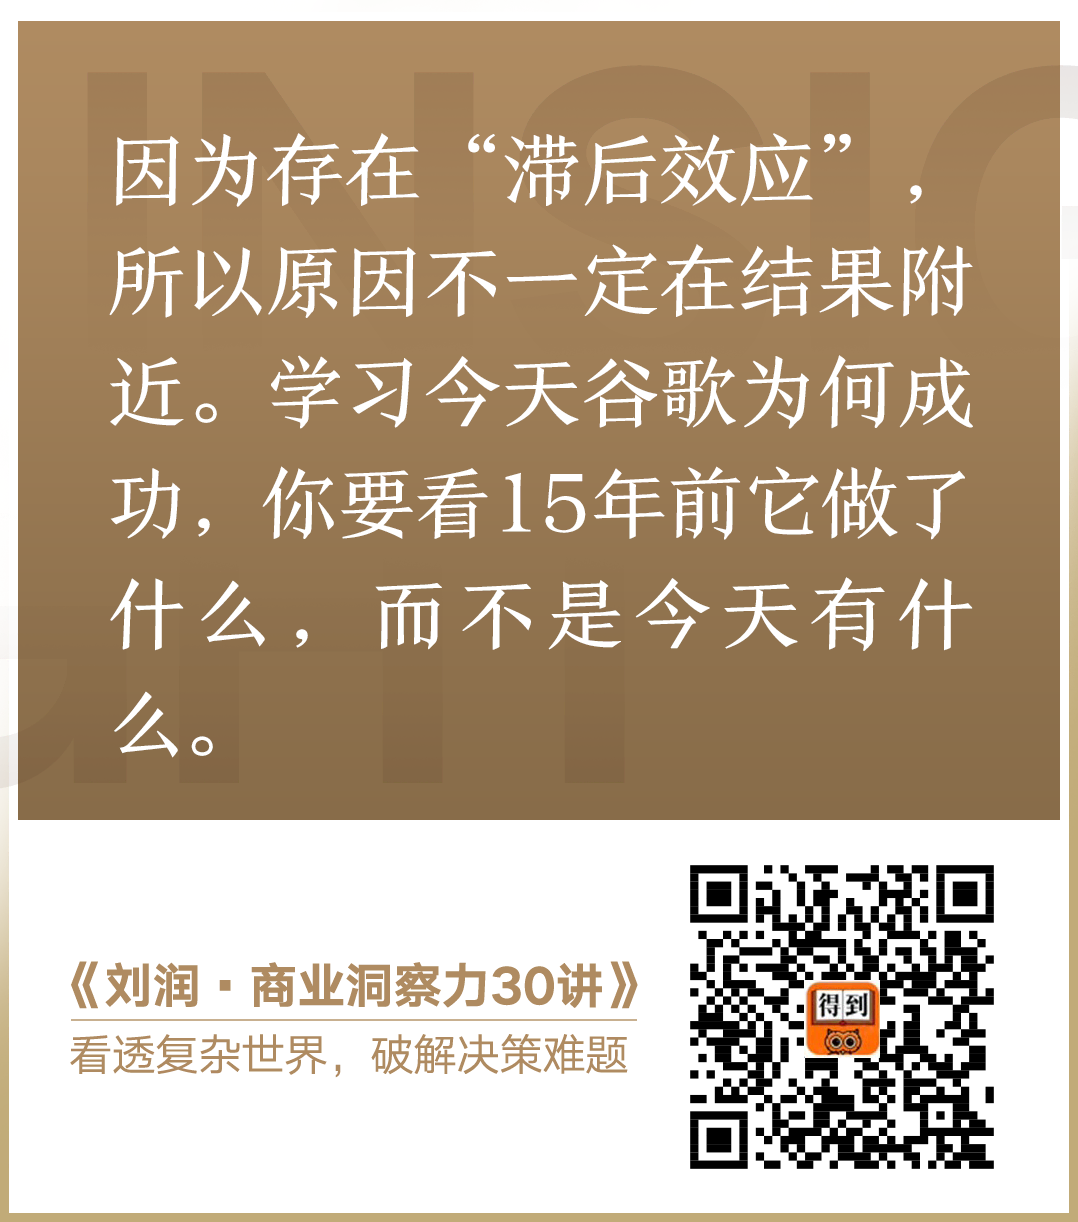 INSIG
因为存在“滞后效应”，
所以原因不一定在结果附
近。学习今天谷歌为何成
功，你要看15年前它做了
什么，而不是今天有什
么。
《刘润·商业洞察力30讲》
看透复杂世界，破解决策难题
得到